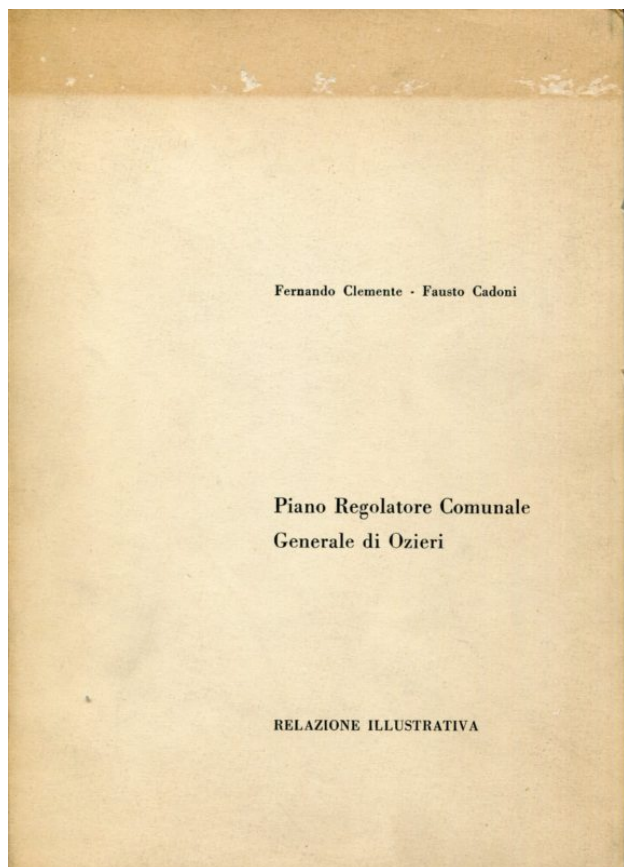 Fernando Clemente - Fausto Cadoni
Piano Regolatore Comunale
Generale di Ozieri
RELAZIONE ILLUSTRATIVA